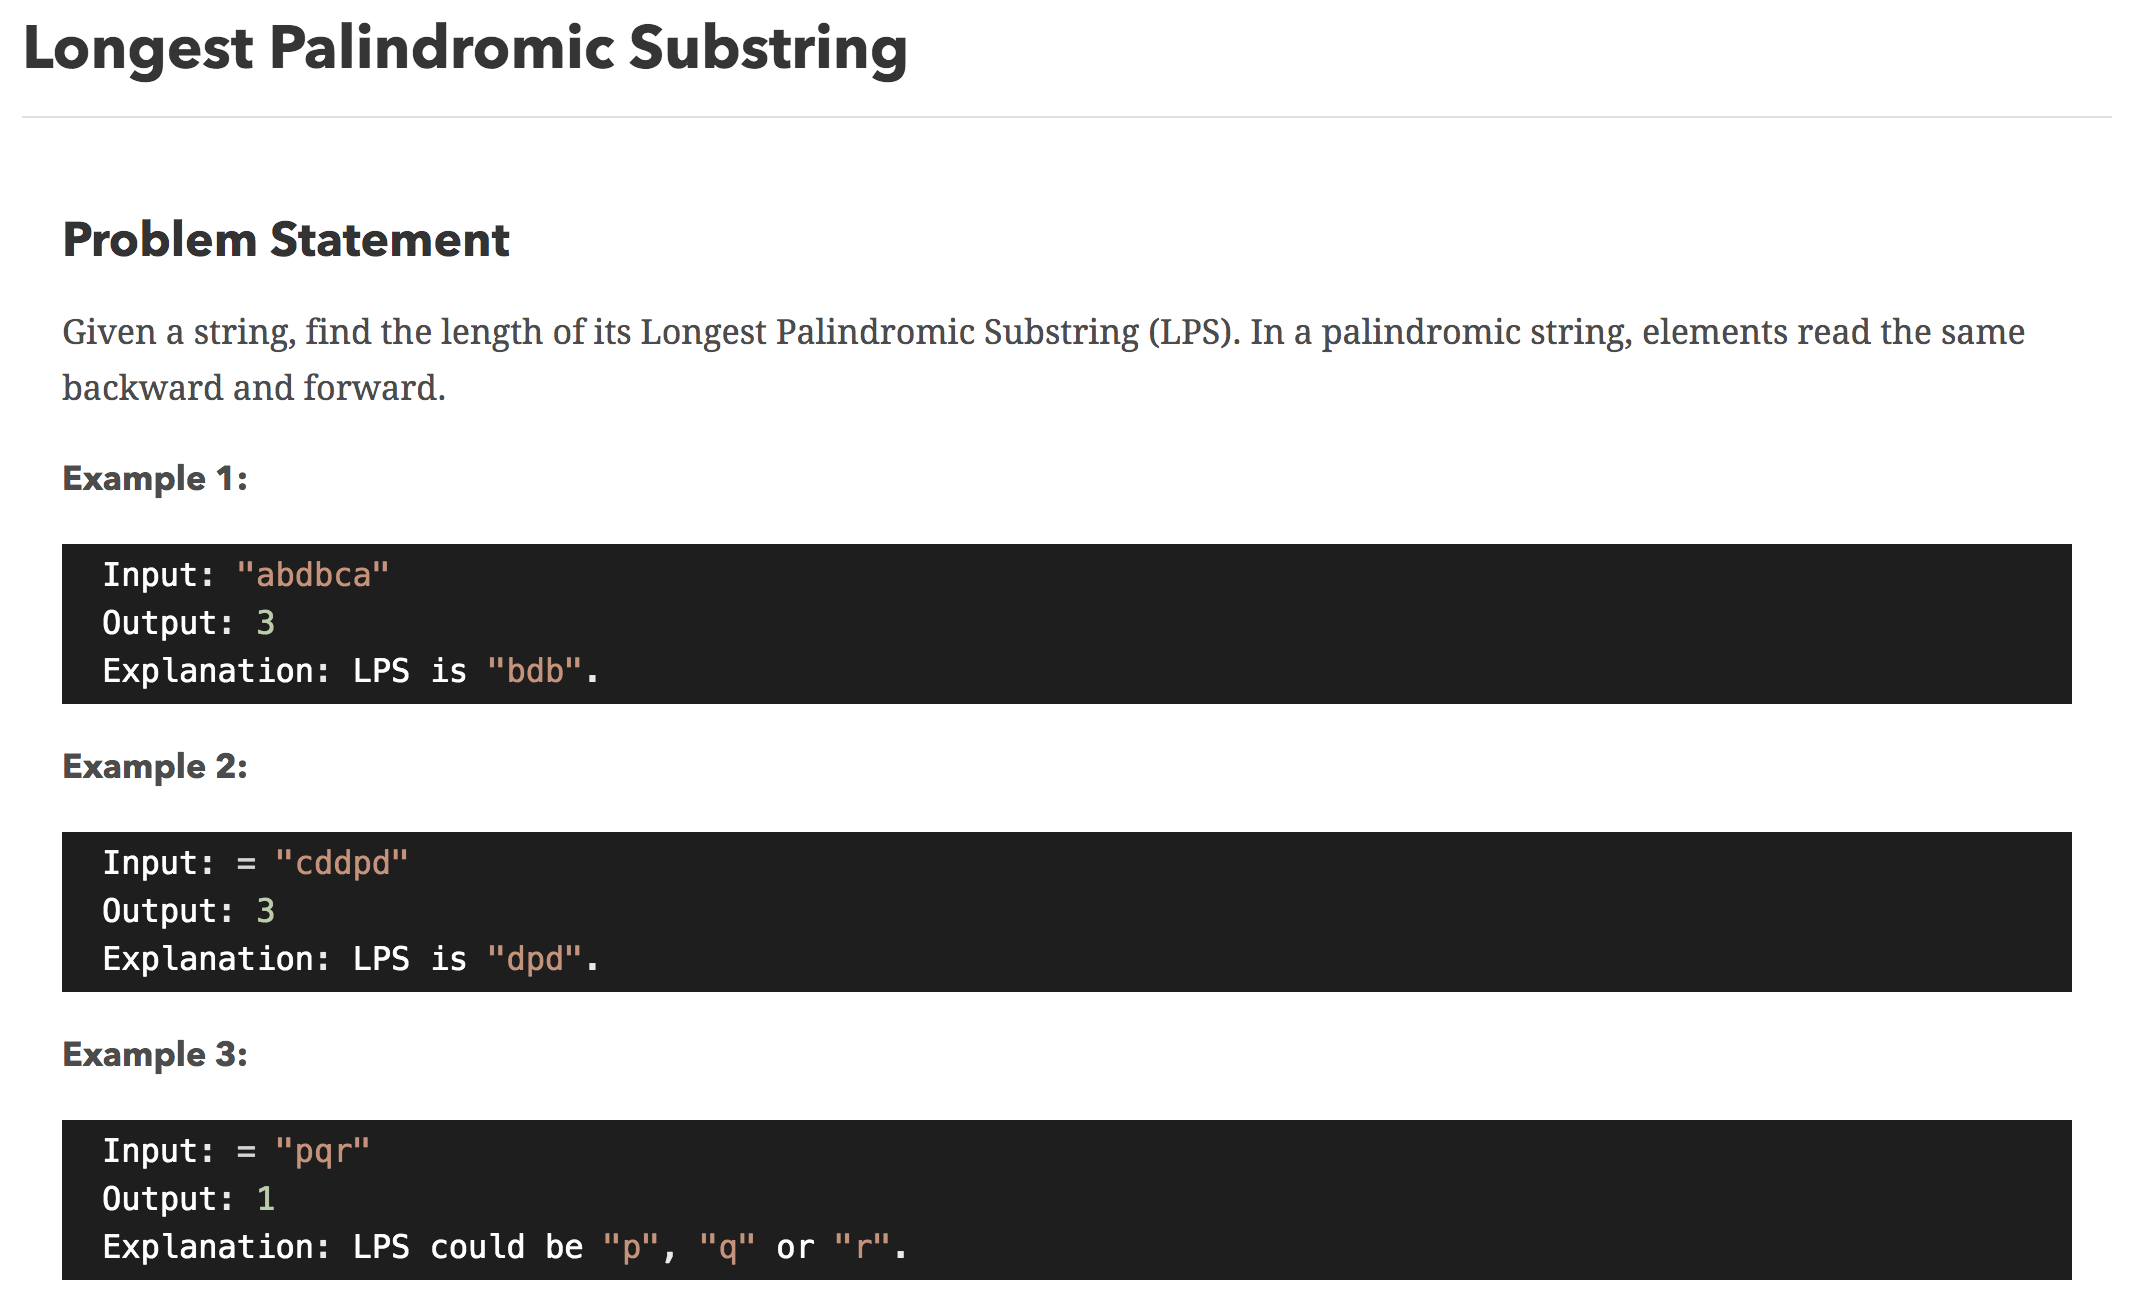 Longest Palindromic Substring
Problem Statement
Given a string, find the length of its Longest Palindromic Substring (LPS). In a palindromic string, elements read the same
backward and forward.
Example 1:
Input: "abdbca"
Output: 3
Explanation: LPS is "bdb".
Example 2:
Input: = "cddpd"
Output: 3
Explanation: LPS is "dpd".
Example 3:
Input: = "pqr"
Output: 1
Explanation: LPS could be "p", "q" or "r".